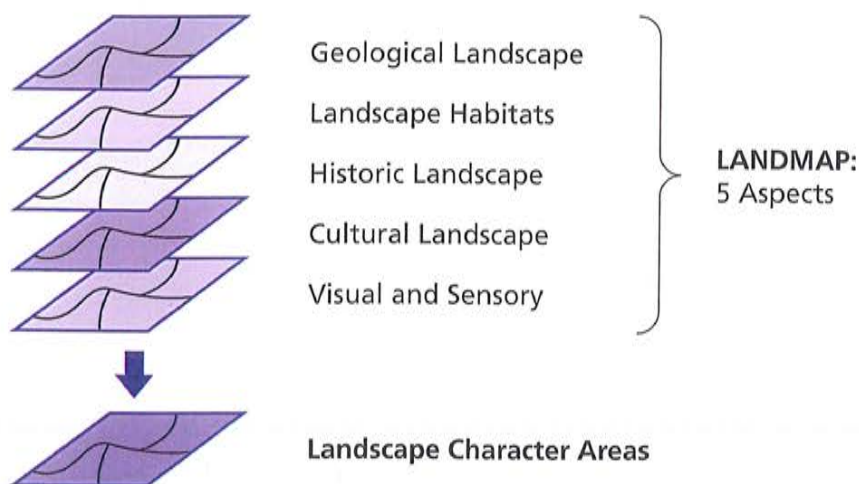 Geological Landscape
Landscape Habitats
Historic Landscape
Cultural Landscape
Visual and Sensory
LANDMAP:
5 Aspects
Landscape Character Areas